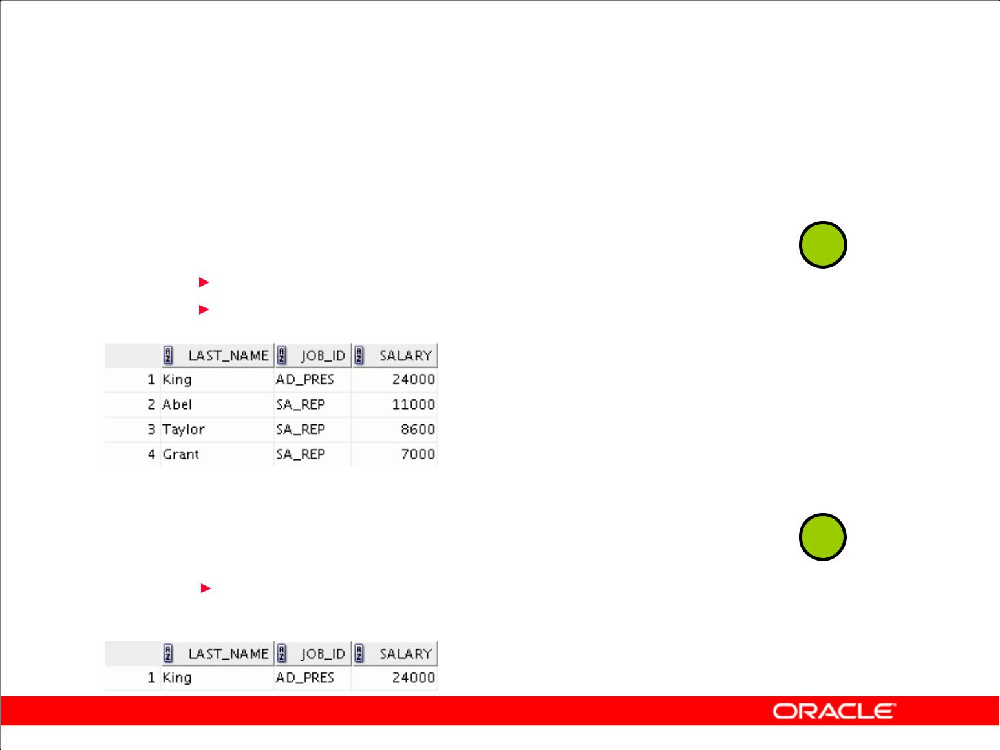 LAST_NAME JOB_ID SALARY
1 King AD_PRES 24000
2 Abel SA_REP 11000
3 Taylor SA_REP 8600
4 Grant SA_REP 7000
LAST_NAME JOB_ID SALARY
1 King AD_PRES 24000
ORACLE